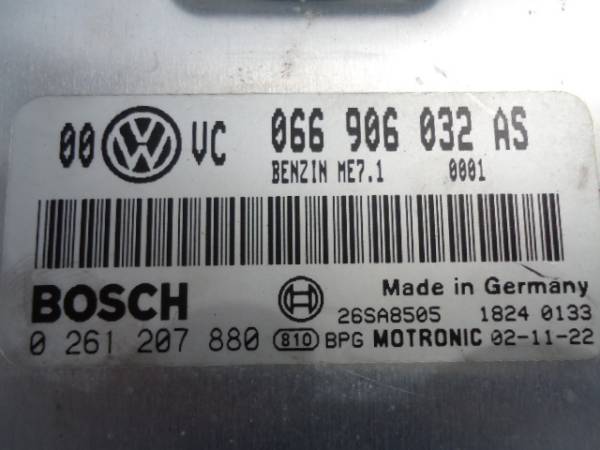 00 VW VC 066 906 032 AS
BENZIN ME7.1 0001
BOSCH Made in Germany
26SA8505 1824 0133
0 261 207 880 810 BPG MOTRONIC 02-11-22